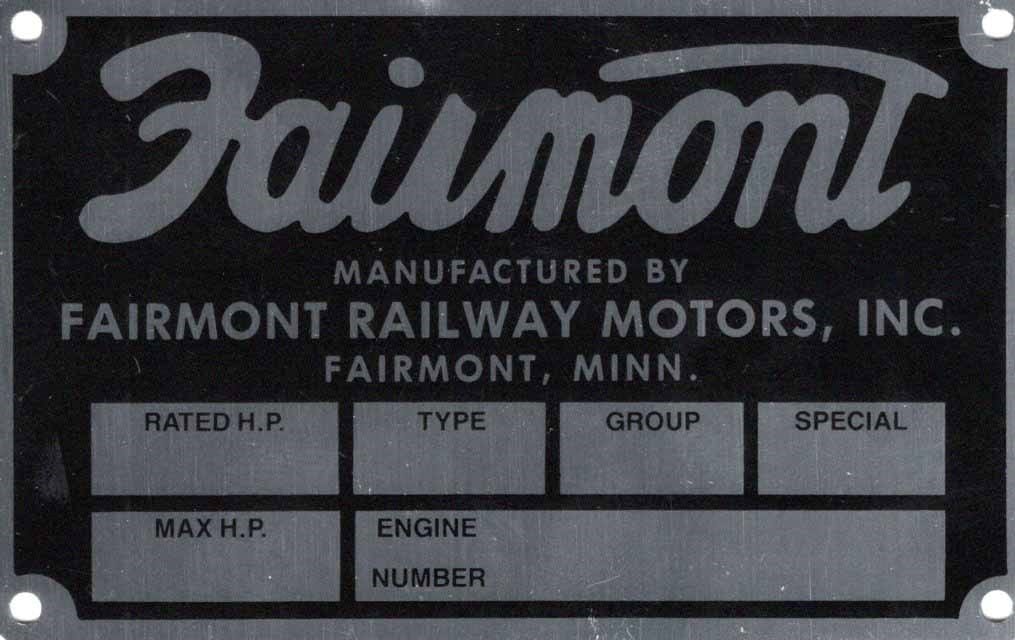 Fairmont
MANUFACTURED BY
FAIRMONT RAILWAY MOTORS, INC.
FAIRMONT, MINN.
RATED H.P. TYPE GROUP SPECIAL
MAX H.P. ENGINE
NUMBER